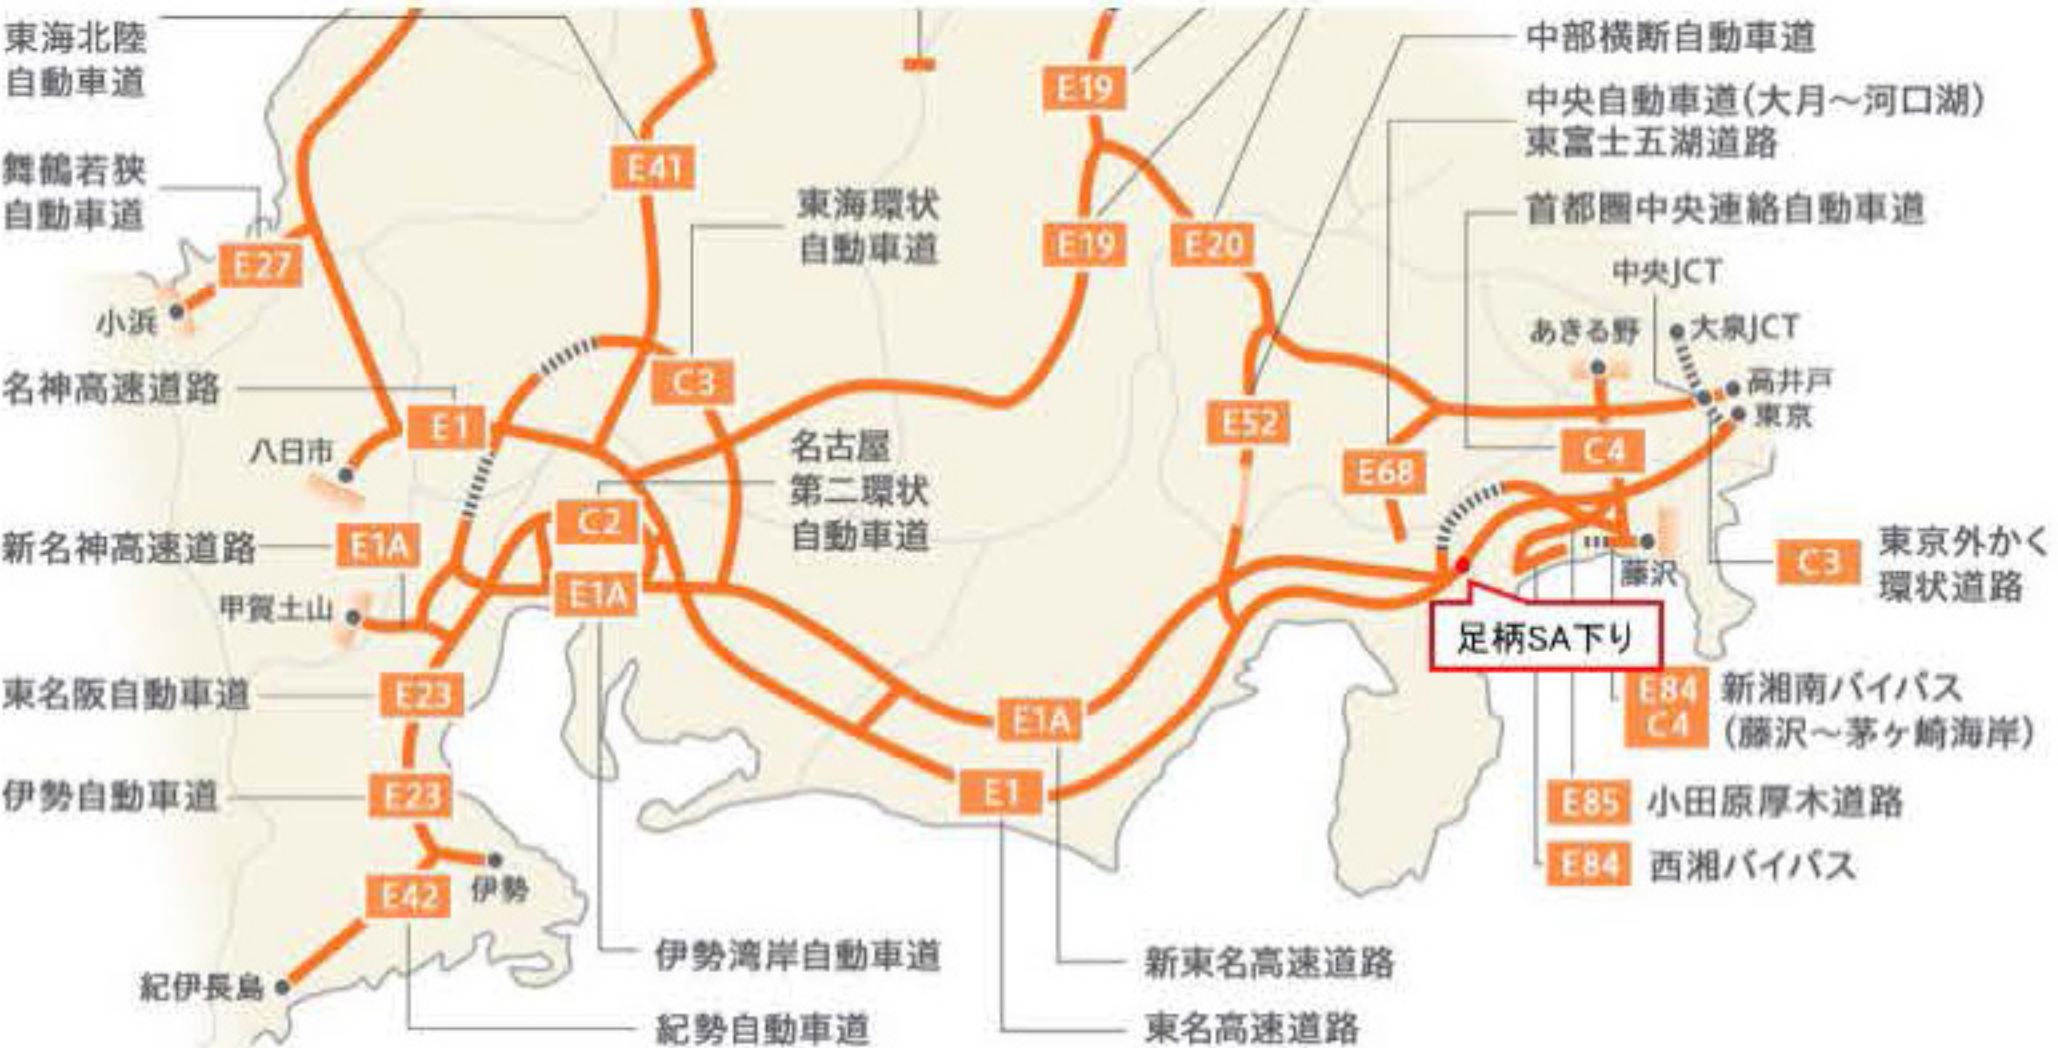 東海北陸
自動車道
舞鶴若狭
自動車道
E27
小浜
名神高速道路
E1
八日市
新名神高速道路
E1A
甲賀土山
東名阪自動車道
E23
伊勢自動車道
E23
伊勢
E42
紀伊長島
E41
東海環状
自動車道
C3
名古屋
第二環状
自動車道
C2
E1A
伊勢湾岸自動車道
紀勢自動車道
E19
E19
E20
E52
E68
E1A
E1
新東名高速道路
東名高速道路
中部横断自動車道
中央自動車道(大月～河口湖)
東富士五湖道路
首都圏中央連絡自動車道
中央JCT
あきる野
大泉JCT
高井戸
東京
C4
藤沢
C3
東京外かく
環状道路
足柄SA下り
E84
C4
新湘南バイパス
(藤沢～茅ヶ崎海岸)
E85
小田原厚木道路
E84
西湘バイパス